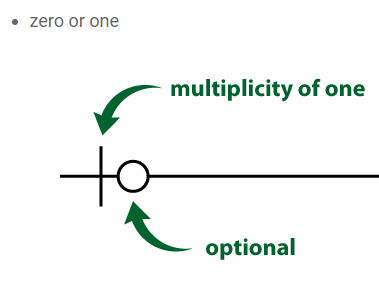 • zero or one
multiplicity of one
optional